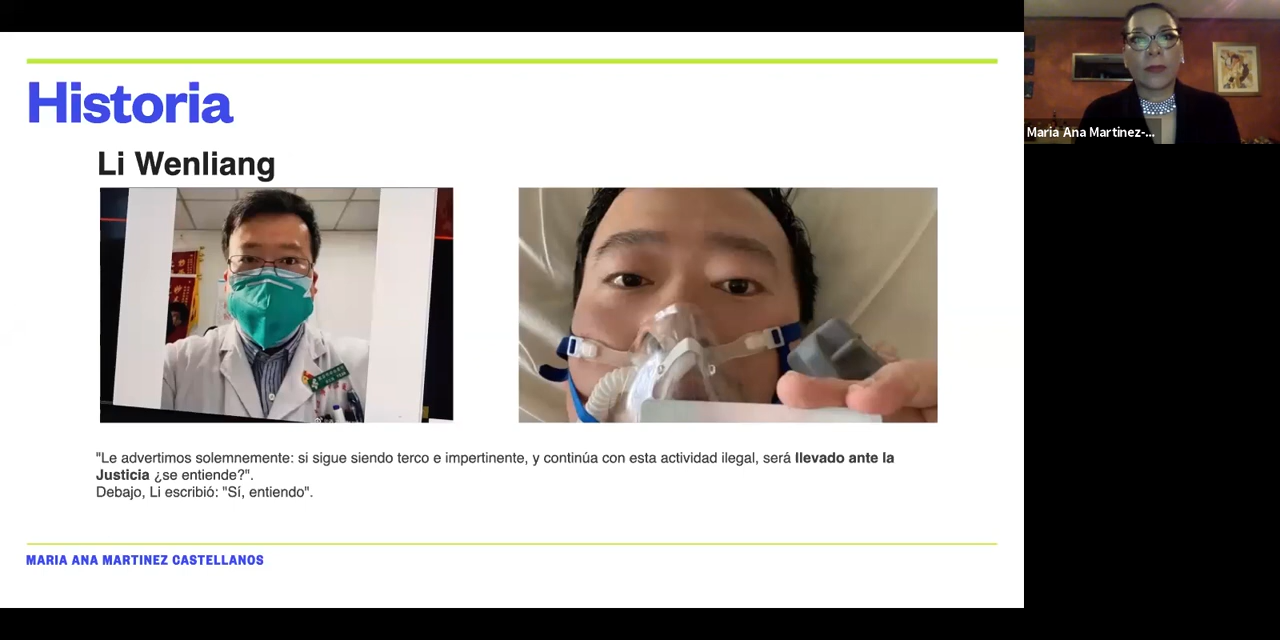 Historia
Li Wenliang
"Le advertimos solemnemente: si sigue siendo terco e impertinente, y continúa con esta actividad ilegal, será llevado ante la
Justicia ¿se entiende?".
Debajo, Li escribió: "Sí, entiendo".
MARIA ANA MARTINEZ CASTELLANOS
Maria Ana Martinez-...